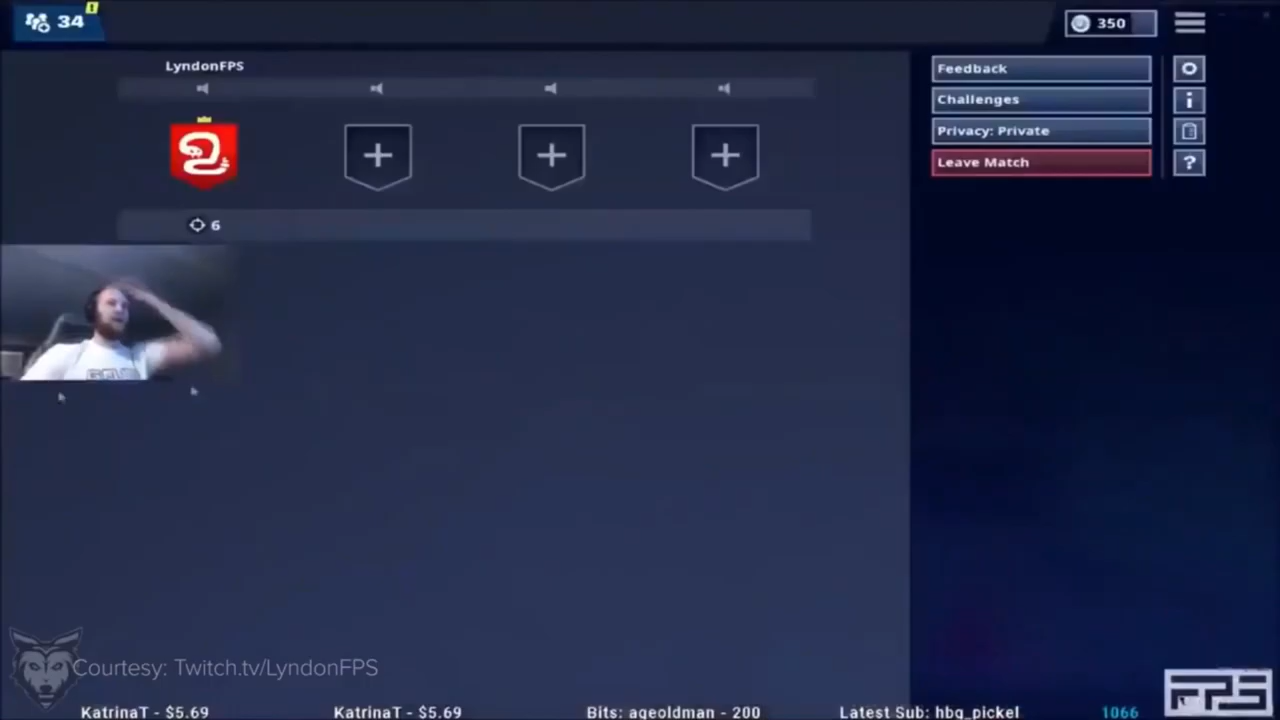 34
!
350
LyndonFPS
Feedback
Challenges
Privacy: Private
Leave Match
i
?
6
Courtesy: Twitch.tv/LyndonFPS
KatrinaT - $5.69
KatrinaT - $5.69
Bits: ageoldman - 200
Latest Sub: hbg_pickel
1066
FPS